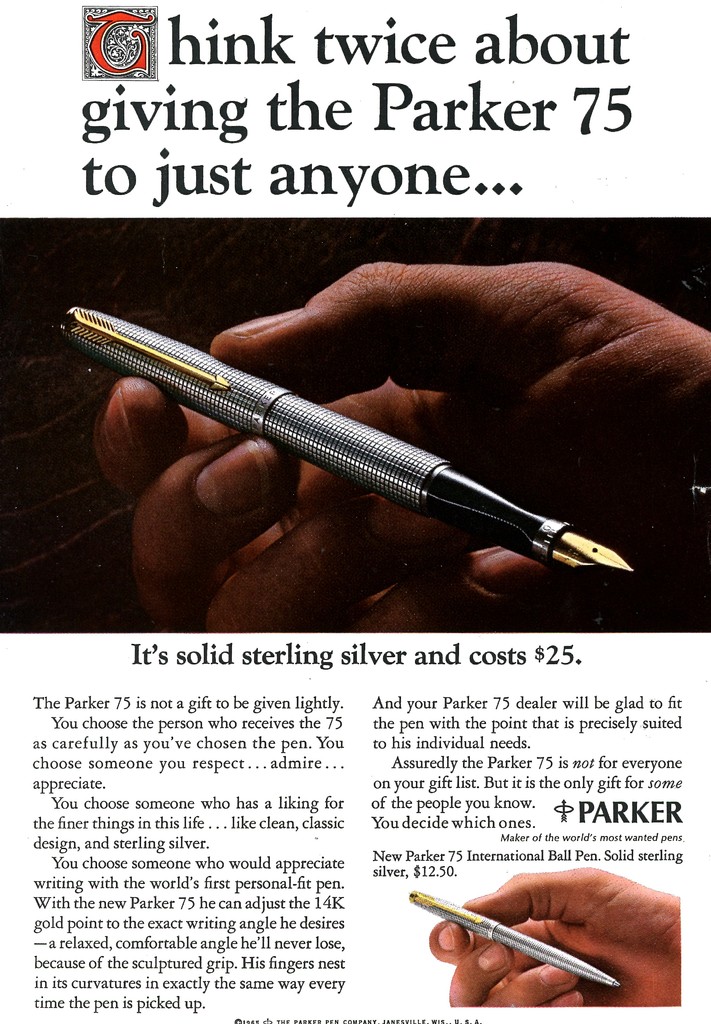 Think twice about
giving the Parker 75
to just anyone...
It's solid sterling silver and costs $25.
The Parker 75 is not a gift to be given lightly.
You choose the person who receives the 75
as carefully as you've chosen the pen. You
choose someone you respect...admire...
appreciate.
You choose someone who has a liking for
the finer things in this life...like clean, classic
design, and sterling silver.
You choose someone who would appreciate
writing with the world's first personal-fit pen.
With the new Parker 75 he can adjust the 14K
gold point to the exact writing angle he desires
—a relaxed, comfortable angle he'll never lose,
because of the sculptured grip. His fingers nest
in its curvatures in exactly the same way every
time the pen is picked up.
And your Parker 75 dealer will be glad to fit
the pen with the point that is precisely suited
to his individual needs.
Assuredly the Parker 75 is not for everyone
on your gift list. But it is the only gift for some
of the people you know.
You decide which ones.
PARKER
Maker of the world's most wanted pens
New Parker 75 International Ball Pen. Solid sterling
silver, $12.50.
©1965 THE PARKER PEN COMPANY, JANESVILLE, WIS., U.S.A.